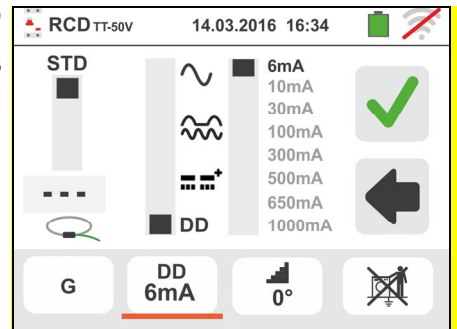 RCD TT-50V 14.03.2016 16:34
STD
6mA
10mA
30mA
100mA
300mA
500mA
650mA
1000mA
DD
---
G
DD
6mA
0°